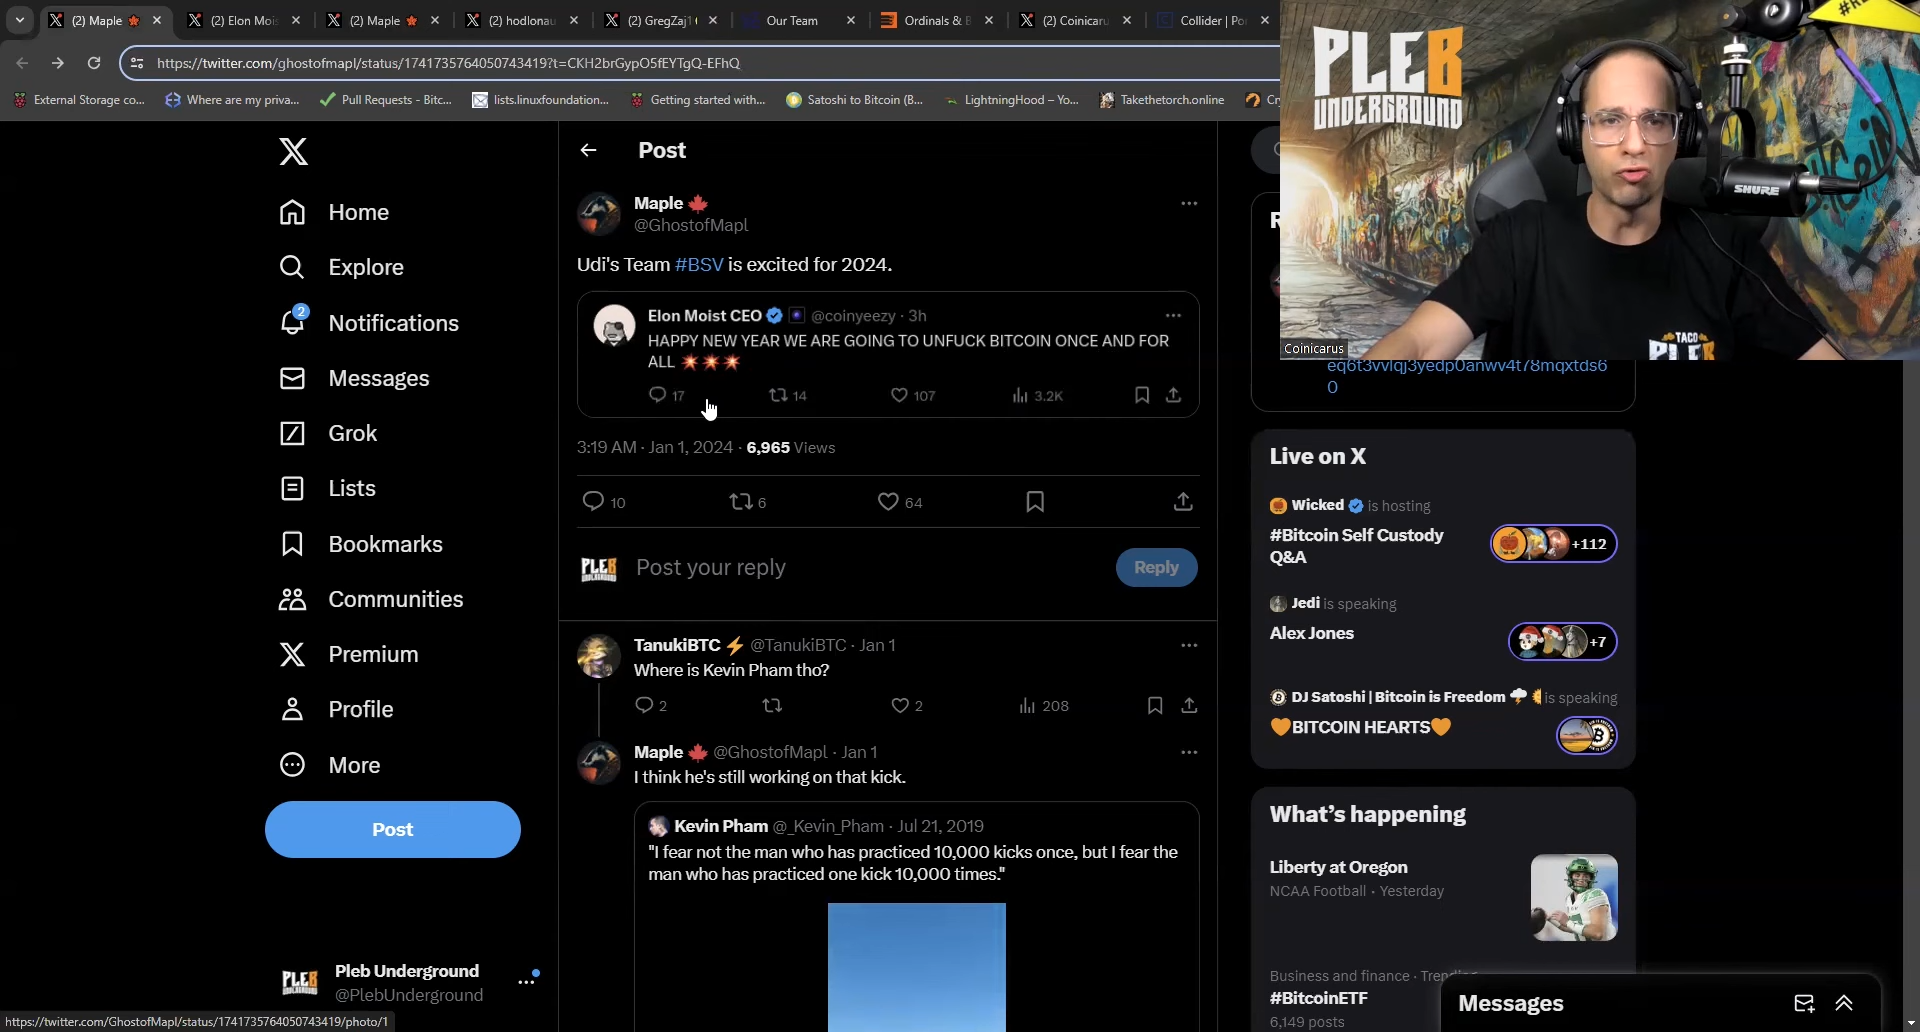 (2) Maple
(2) Elon Mois
(2) Maple
(2) hodlonau
(2) GregZaj1
Our Team
Ordinals & B
(2) Coinicaru
Collider | Po
https://twitter.com/ghostofmapl/status/1741735764050743419?t=CKH2brGypO5fEYTgQ-EFhQ
External Storage co...
Where are my priva...
Pull Requests - Bitc...
lists.linuxfoundation...
Getting started with...
Satoshi to Bitcoin (B...
LightningHood – Yo...
Takethetorch.online
PLEB
UNDERGROUND
SHURE
TACO
PLEB
Coinicarus
Home
Explore
2
Notifications
Messages
Grok
Lists
Bookmarks
Communities
Premium
Profile
More
Post
Pleb Underground
@PlebUnderground
Post
Maple
@GhostofMapl
Udi's Team #BSV is excited for 2024.
Elon Moist CEO @coinyeezy · 3h
HAPPY NEW YEAR WE ARE GOING TO UNFUCK BITCOIN ONCE AND FOR
ALL
17 14 107 3.2K
3:19 AM · Jan 1, 2024 · 6,965 Views
10 6 64
PLEB
UNDERGROUND
Post your reply
Reply
TanukiBTC @TanukiBTC · Jan 1
Where is Kevin Pham tho?
2 2 208
Maple @GhostofMapl · Jan 1
I think he's still working on that kick.
Kevin Pham @_Kevin_Pham · Jul 21, 2019
"I fear not the man who has practiced 10,000 kicks once, but I fear the
man who has practiced one kick 10,000 times."
eq6t3vvlqj3yedp0anwv4t78mqxtds6
0
Live on X
Wicked is hosting
#Bitcoin Self Custody
Q&A
+112
Jedi is speaking
Alex Jones
+7
DJ Satoshi | Bitcoin is Freedom is speaking
BITCOIN HEARTS
What's happening
Liberty at Oregon
NCAA Football · Yesterday
Business and finance · Trending
#BitcoinETF
6,149 posts
Messages
https://twitter.com/GhostofMapl/status/1741735764050743419/photo/1